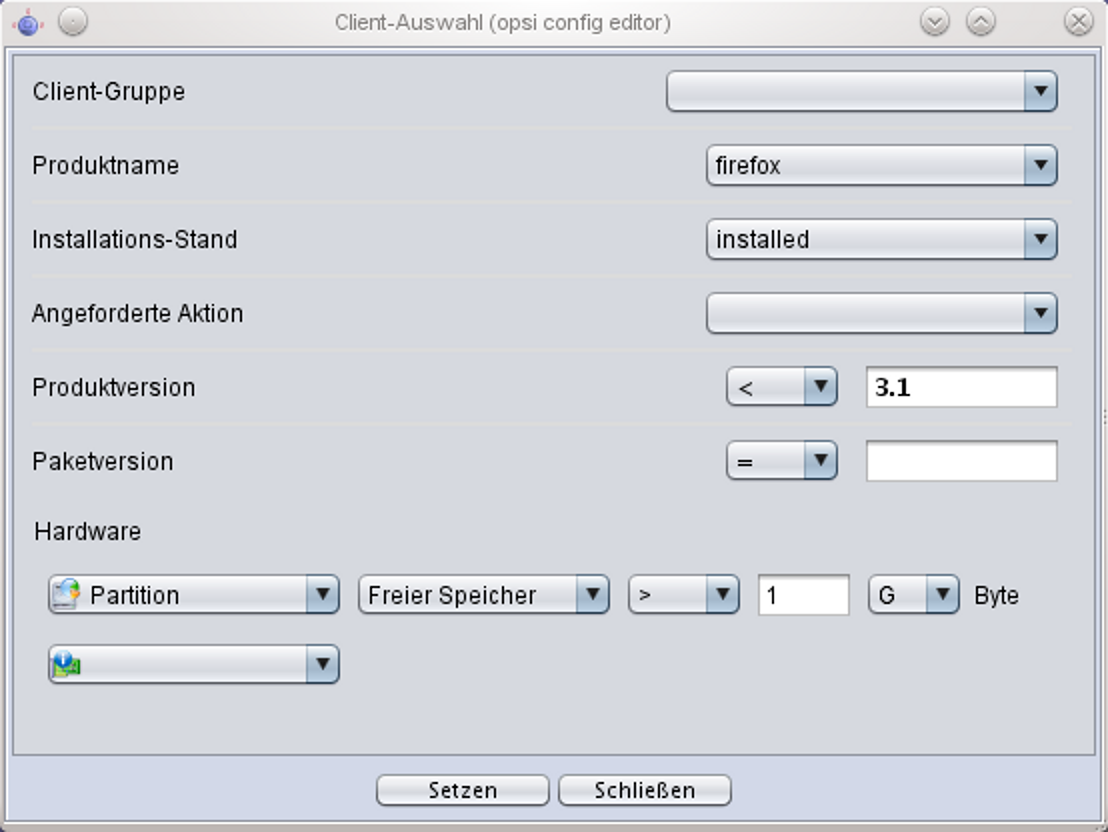 Client-Auswahl (opsi config editor)
Client-Gruppe
Produktname firefox
Installations-Stand installed
Angeforderte Aktion
Produktversion < 3.1
Paketversion =
Hardware
Partition Freier Speicher > 1 G Byte
Setzen Schließen